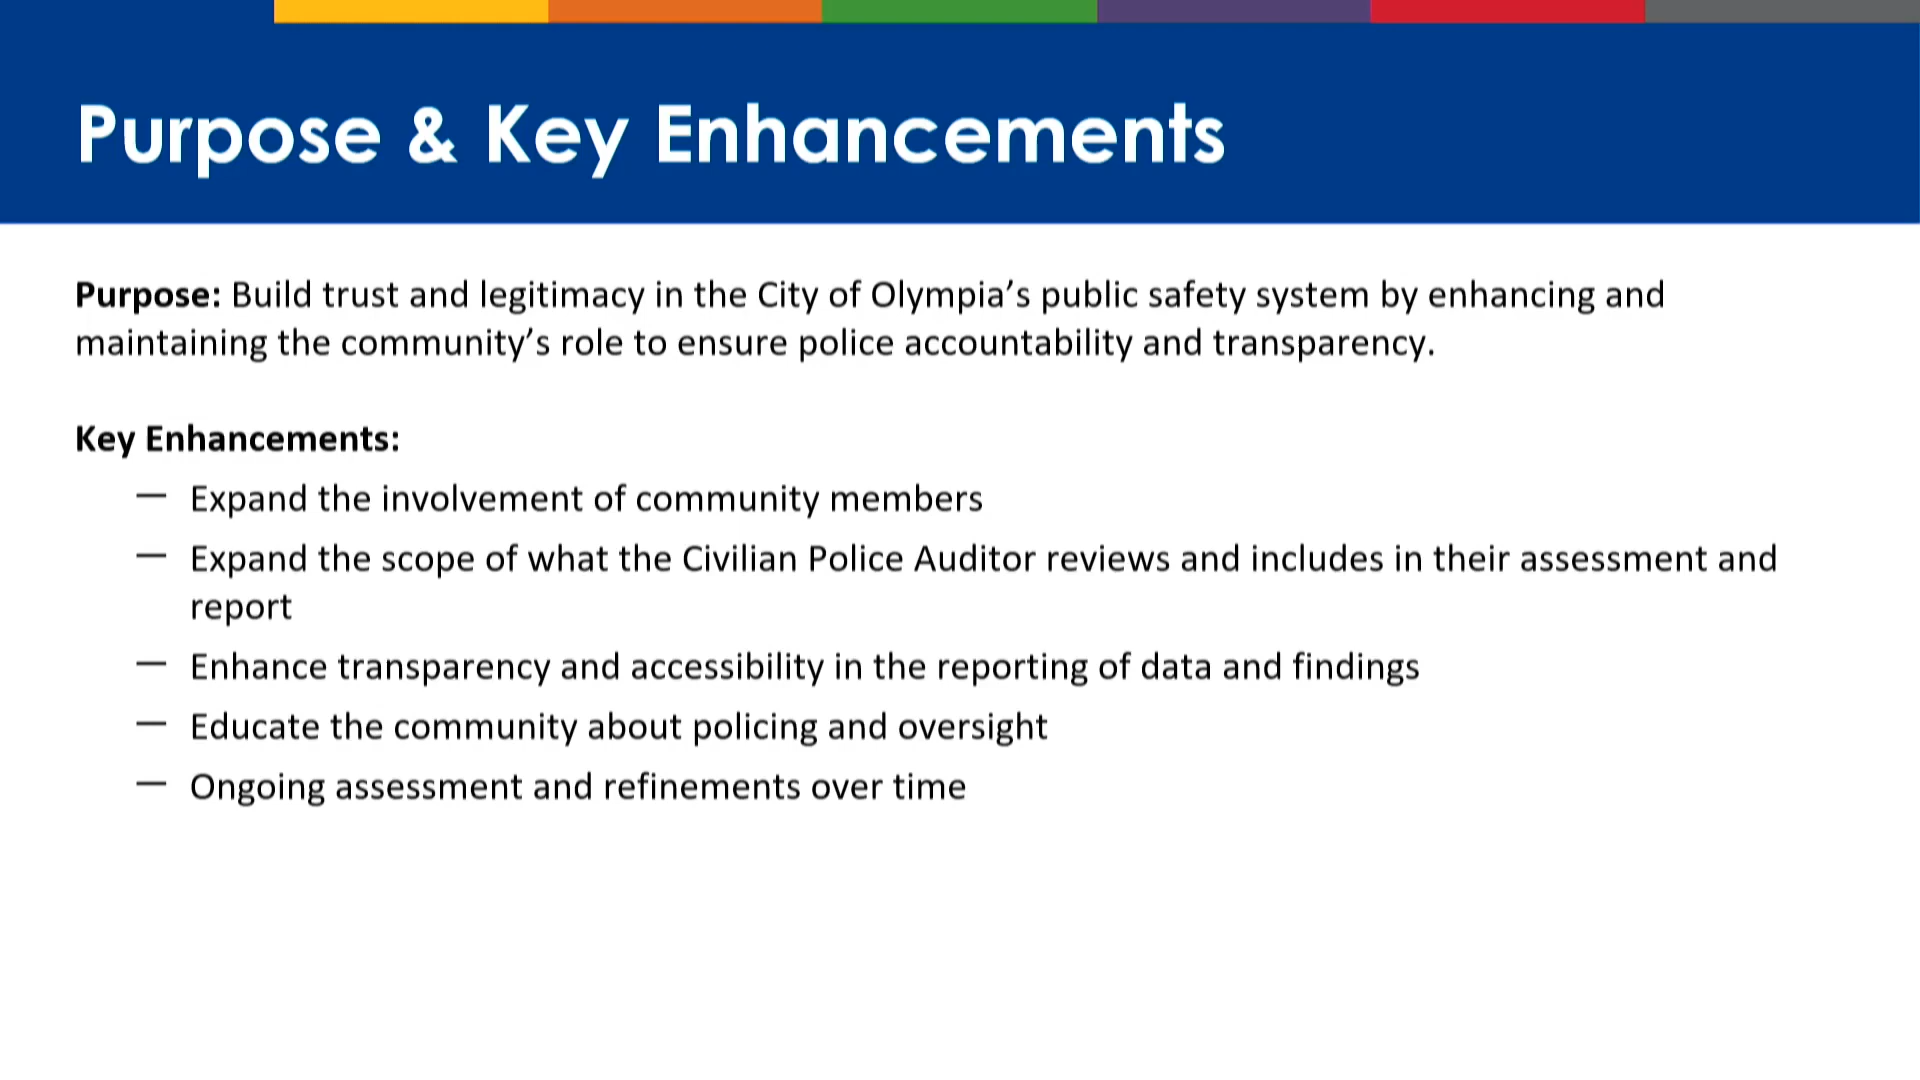 Purpose & Key Enhancements
Purpose: Build trust and legitimacy in the City of Olympia’s public safety system by enhancing and
maintaining the community’s role to ensure police accountability and transparency.
Key Enhancements:
— Expand the involvement of community members
— Expand the scope of what the Civilian Police Auditor reviews and includes in their assessment and
report
— Enhance transparency and accessibility in the reporting of data and findings
— Educate the community about policing and oversight
— Ongoing assessment and refinements over time